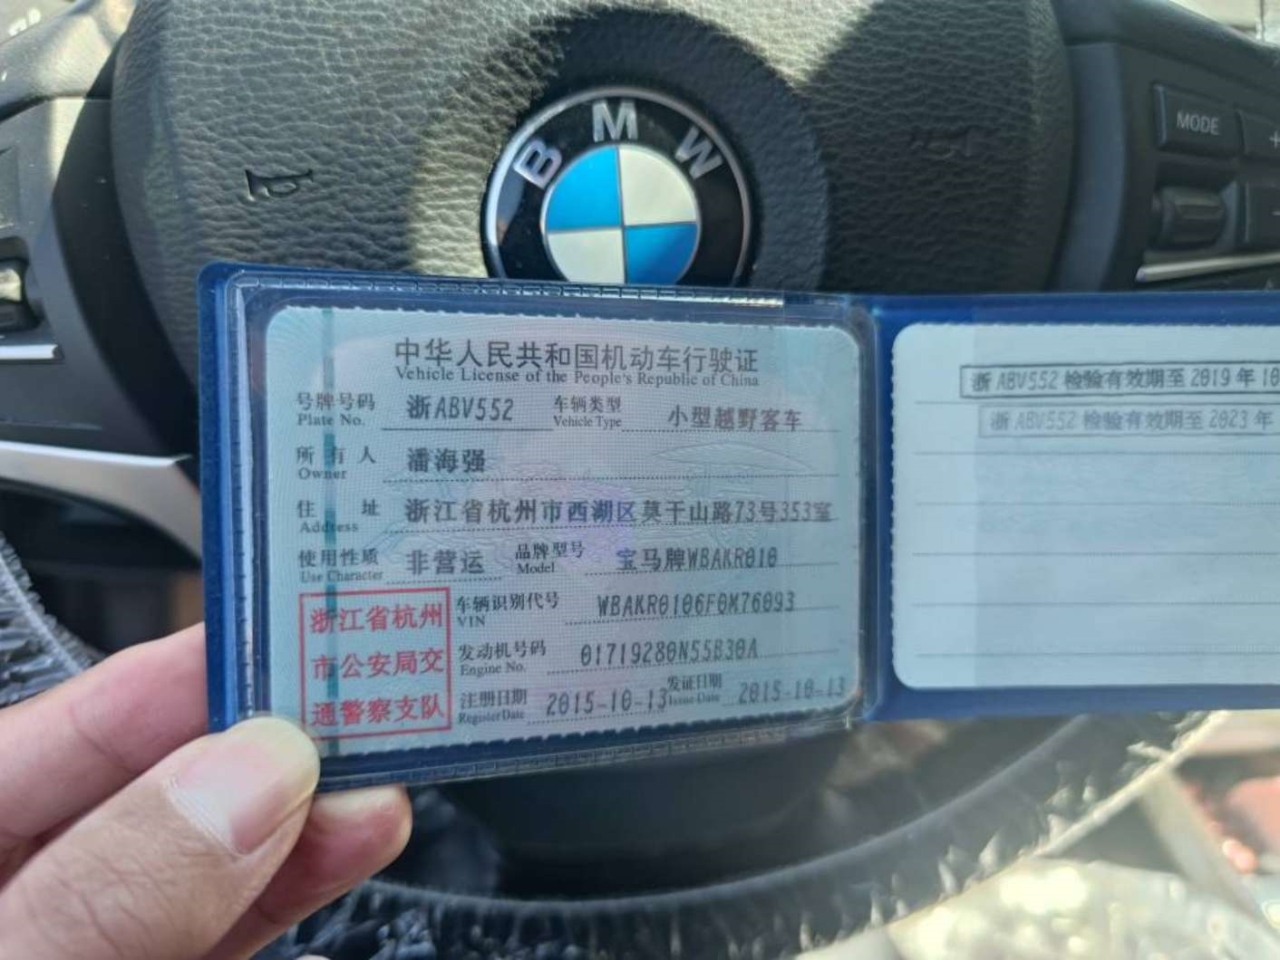 BMW
MODE
中华人民共和国机动车行驶证
Vehicle License of the People's Republic of China
号牌号码 浙ABV552 车辆类型 小型越野客车
Plate No. Vehicle Type
所有人 潘海强
Owner
住址 浙江省杭州市西湖区莫干山路73号353室
Address
使用性质 非营运 品牌型号 宝马牌WBAKR010
Use Character Model
浙江省杭州
市公安局交
通警察支队
车辆识别代号 WBAKR0106F0M76093
VIN
发动机号码 01719280N55B30A
Engine No.
注册日期 2015-10-13 发证日期 2015-10-13
Register Date Issue Date
浙ABV552 检验有效期至2019年10
浙ABV552 检验有效期至2023年